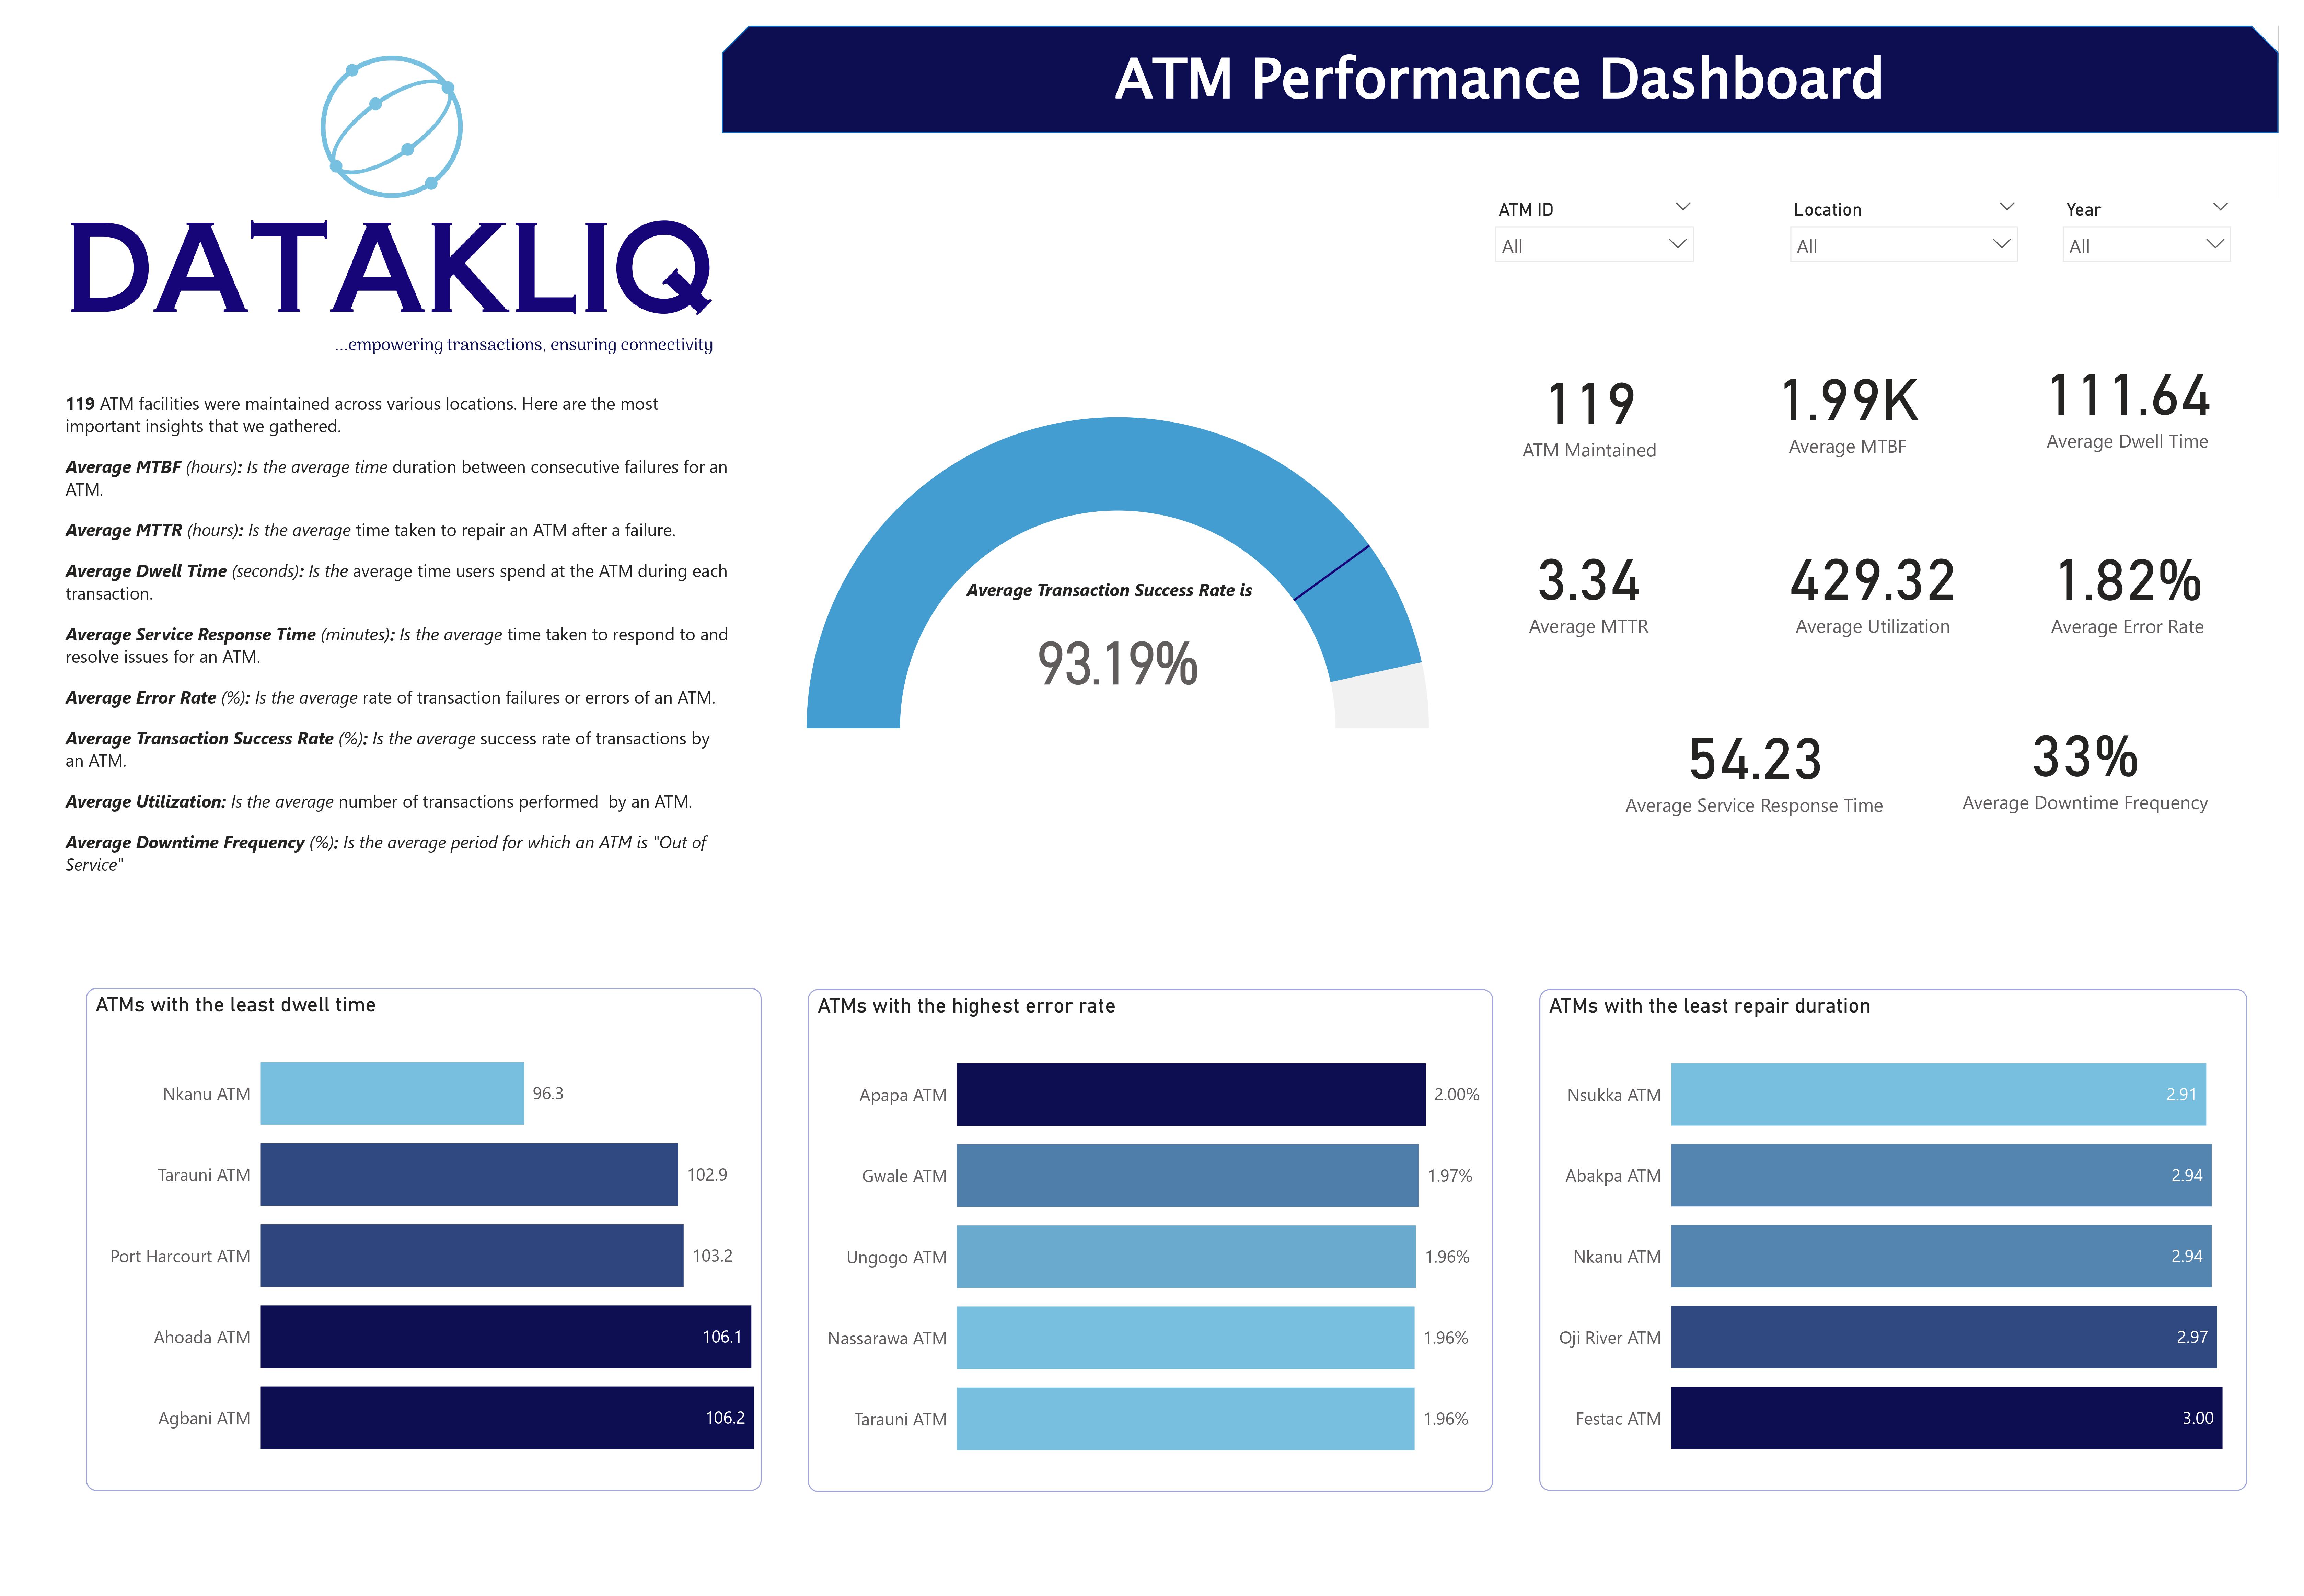 ATM Performance Dashboard
DATAKLIQ
...empowering transactions, ensuring connectivity
ATM ID
All
Location
All
Year
All
119 ATM facilities were maintained across various locations. Here are the most
important insights that we gathered.
Average MTBF (hours): Is the average time duration between consecutive failures for an
ATM.
Average MTTR (hours): Is the average time taken to repair an ATM after a failure.
Average Dwell Time (seconds): Is the average time users spend at the ATM during each
transaction.
Average Service Response Time (minutes): Is the average time taken to respond to and
resolve issues for an ATM.
Average Error Rate (%): Is the average rate of transaction failures or errors of an ATM.
Average Transaction Success Rate (%): Is the average success rate of transactions by
an ATM.
Average Utilization: Is the average number of transactions performed  by an ATM.
Average Downtime Frequency (%): Is the average period for which an ATM is "Out of
Service"
Average Transaction Success Rate is
93.19%
119
ATM Maintained
1.99K
Average MTBF
111.64
Average Dwell Time
3.34
Average MTTR
429.32
Average Utilization
1.82%
Average Error Rate
54.23
Average Service Response Time
33%
Average Downtime Frequency
ATMs with the least dwell time
Nkanu ATM 96.3
Tarauni ATM 102.9
Port Harcourt ATM 103.2
Ahoada ATM 106.1
Agbani ATM 106.2
ATMs with the highest error rate
Apapa ATM 2.00%
Gwale ATM 1.97%
Ungogo ATM 1.96%
Nassarawa ATM 1.96%
Tarauni ATM 1.96%
ATMs with the least repair duration
Nsukka ATM 2.91
Abakpa ATM 2.94
Nkanu ATM 2.94
Oji River ATM 2.97
Festac ATM 3.00